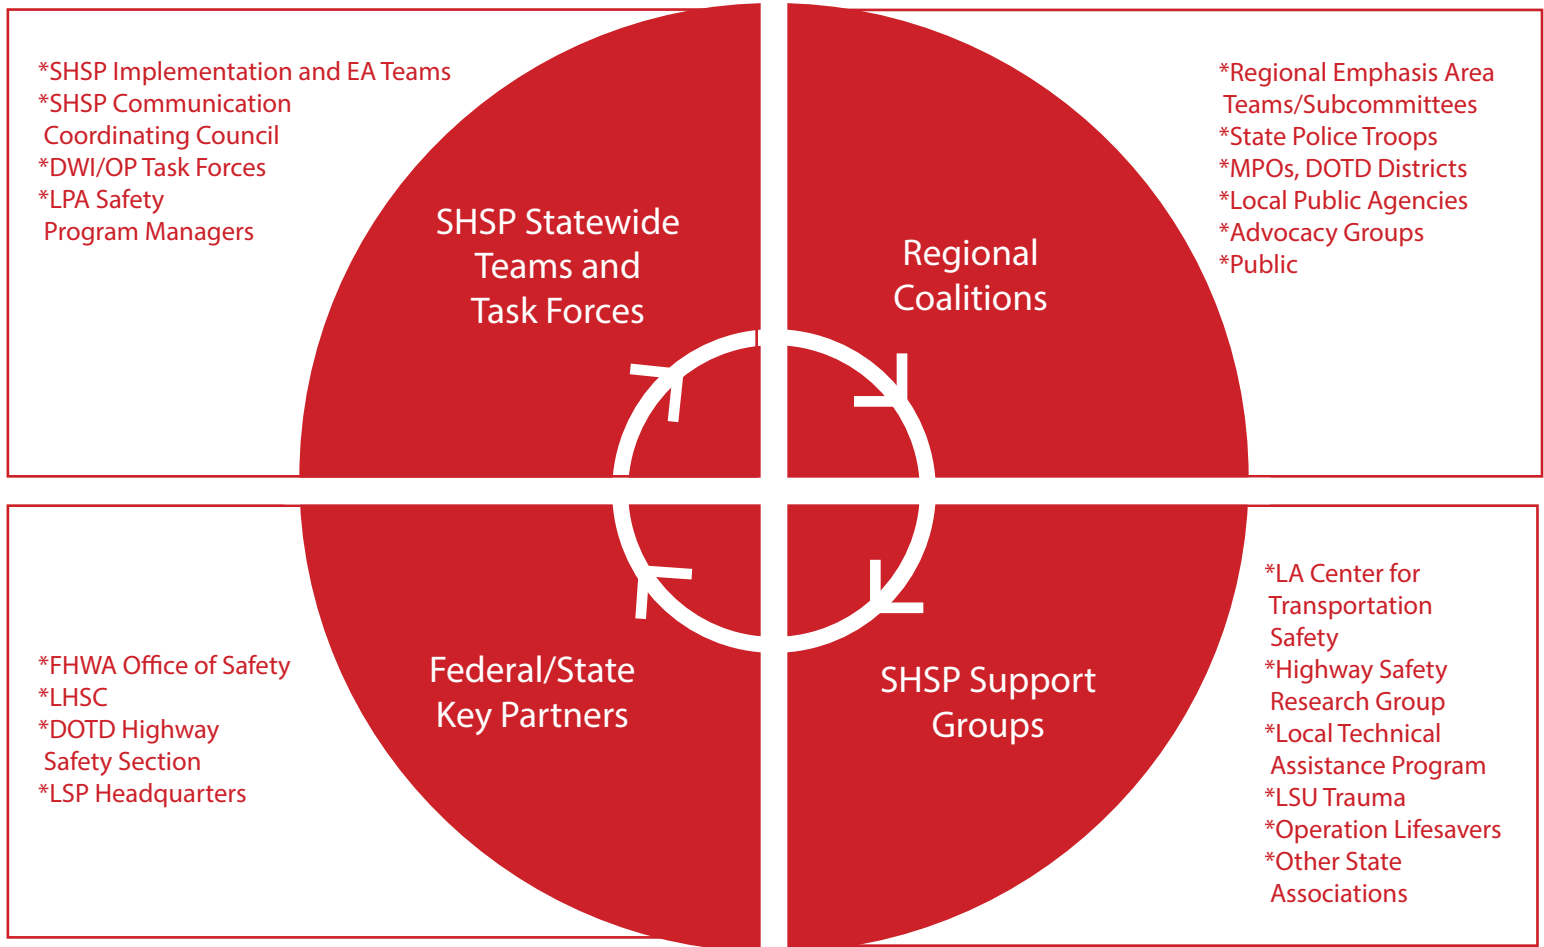 *SHSP Implementation and EA Teams
*SHSP Communication
Coordinating Council
*DWI/OP Task Forces
*LPA Safety
Program Managers
SHSP Statewide
Teams and
Task Forces
Regional
Coalitions
*Regional Emphasis Area
Teams/Subcommittees
*State Police Troops
*MPOs, DOTD Districts
*Local Public Agencies
*Advocacy Groups
*Public
*FHWA Office of Safety
*LHSC
*DOTD Highway
Safety Section
*LSP Headquarters
Federal/State
Key Partners
SHSP Support
Groups
*LA Center for
Transportation
Safety
*Highway Safety
Research Group
*Local Technical
Assistance Program
*LSU Trauma
*Operation Lifesavers
*Other State
Associations